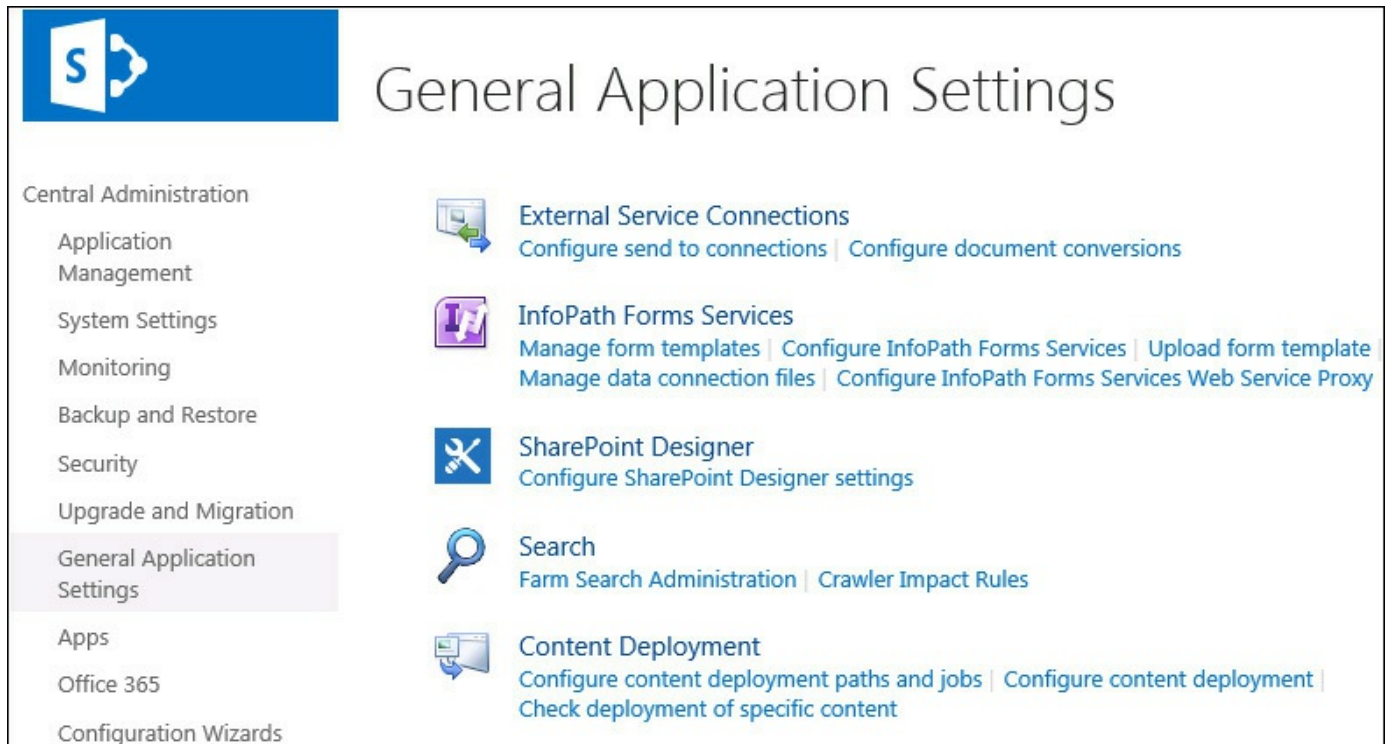 S
General Application Settings
Central Administration
Application
Management
System Settings
Monitoring
Backup and Restore
Security
Upgrade and Migration
General Application
Settings
Apps
Office 365
Configuration Wizards
External Service Connections
Configure send to connections | Configure document conversions
InfoPath Forms Services
Manage form templates | Configure InfoPath Forms Services | Upload form template |
Manage data connection files | Configure InfoPath Forms Services Web Service Proxy
SharePoint Designer
Configure SharePoint Designer settings
Search
Farm Search Administration | Crawler Impact Rules
Content Deployment
Configure content deployment paths and jobs | Configure content deployment |
Check deployment of specific content